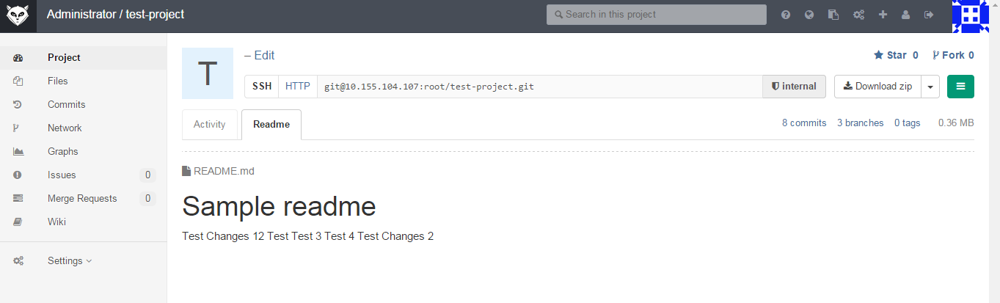 Administrator / test-project
Search in this project
Project
Files
Commits
Network
Graphs
Issues 0
Merge Requests 0
Wiki
Settings
T
– Edit
Star 0 Fork 0
SSH HTTP git@10.155.104.107:root/test-project.git internal Download zip
Activity Readme 8 commits 3 branches 0 tags 0.36 MB
README.md
Sample readme
Test Changes 12 Test Test 3 Test 4 Test Changes 2